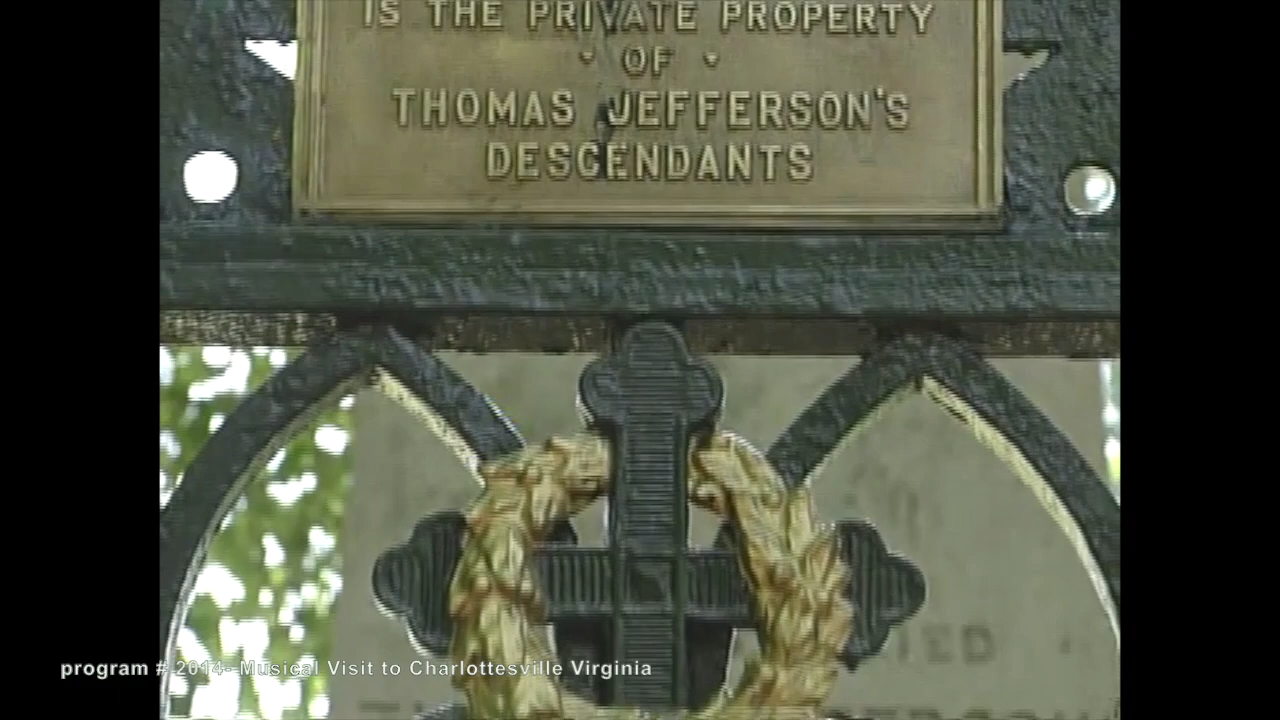 IS THE PRIVATE PROPERTY
• OF •
THOMAS JEFFERSON'S
DESCENDANTS
program # 2014- Musical Visit to Charlottesville Virginia